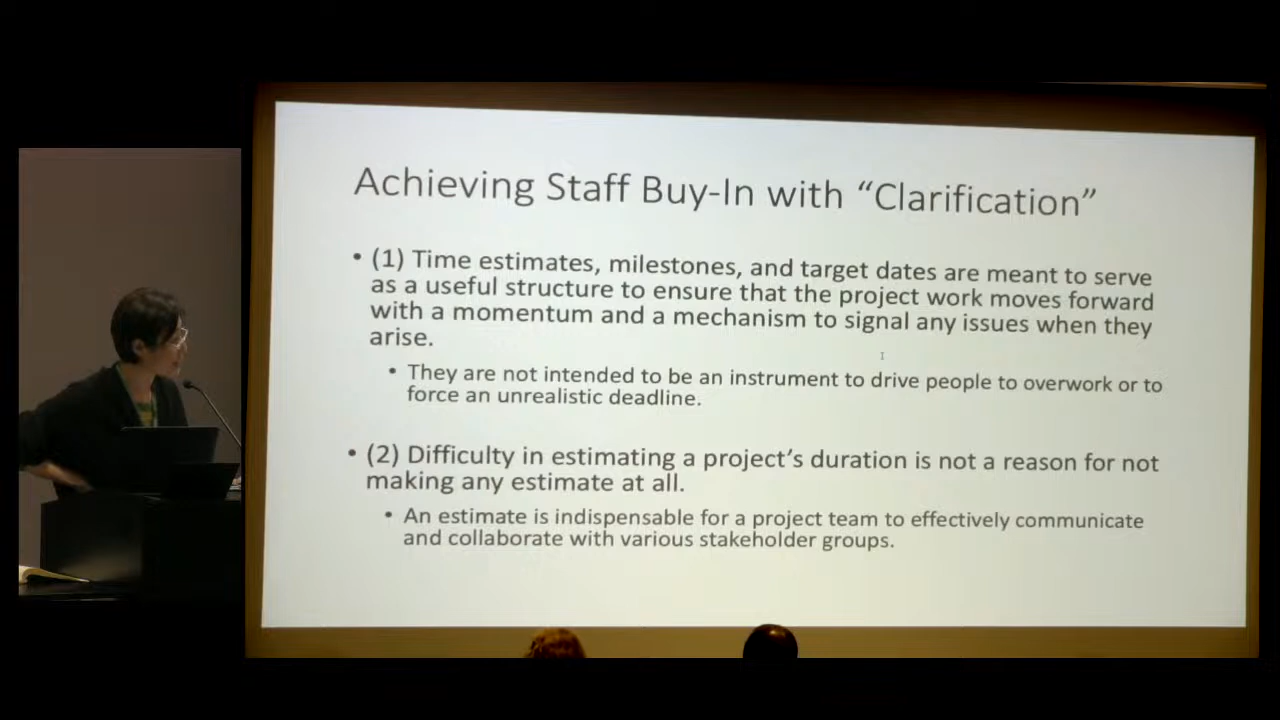 Achieving Staff Buy-In with “Clarification”
• (1) Time estimates, milestones, and target dates are meant to serve
as a useful structure to ensure that the project work moves forward
with a momentum and a mechanism to signal any issues when they
arise.
• They are not intended to be an instrument to drive people to overwork or to
force an unrealistic deadline.
• (2) Difficulty in estimating a project’s duration is not a reason for not
making any estimate at all.
• An estimate is indispensable for a project team to effectively communicate
and collaborate with various stakeholder groups.